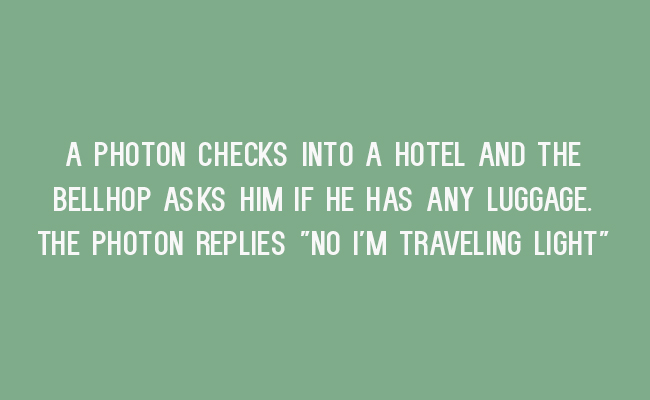 A PHOTON CHECKS INTO A HOTEL AND THE
BELLHOP ASKS HIM IF HE HAS ANY LUGGAGE.
THE PHOTON REPLIES "NO I'M TRAVELING LIGHT"